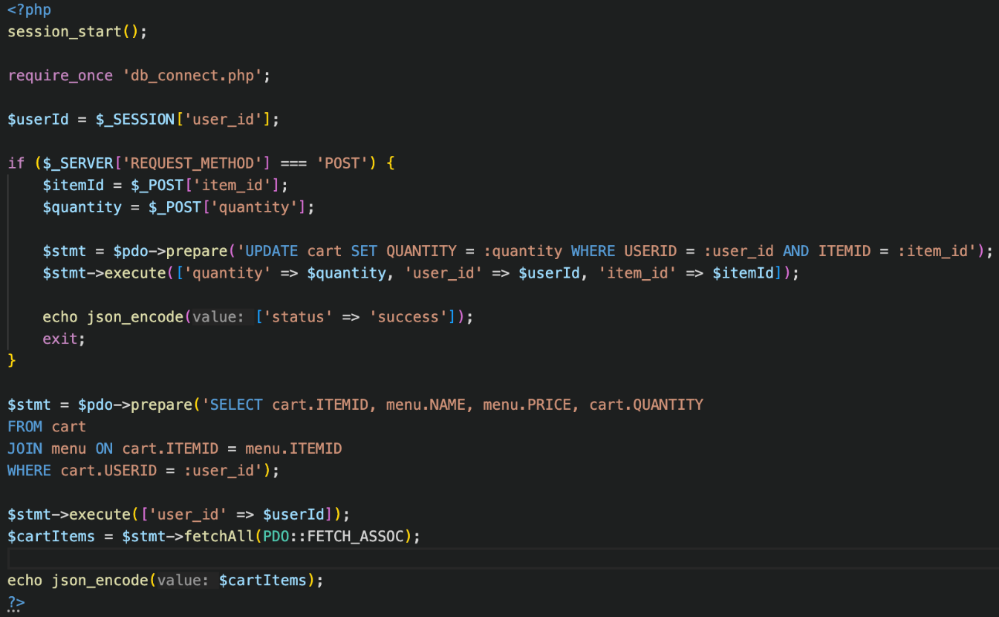 <?php
session_start();
require_once 'db_connect.php';
$userId = $_SESSION['user_id'];
if ($_SERVER['REQUEST_METHOD'] === 'POST') {
    $itemId = $_POST['item_id'];
    $quantity = $_POST['quantity'];
    $stmt = $pdo->prepare('UPDATE cart SET QUANTITY = :quantity WHERE USERID = :user_id AND ITEMID = :item_id');
    $stmt->execute(['quantity' => $quantity, 'user_id' => $userId, 'item_id' => $itemId]);
    echo json_encode(value: ['status' => 'success']);
    exit;
}
$stmt = $pdo->prepare('SELECT cart.ITEMID, menu.NAME, menu.PRICE, cart.QUANTITY
FROM cart
JOIN menu ON cart.ITEMID = menu.ITEMID
WHERE cart.USERID = :user_id');
$stmt->execute(['user_id' => $userId]);
$cartItems = $stmt->fetchAll(PDO::FETCH_ASSOC);
echo json_encode(value: $cartItems);
?>